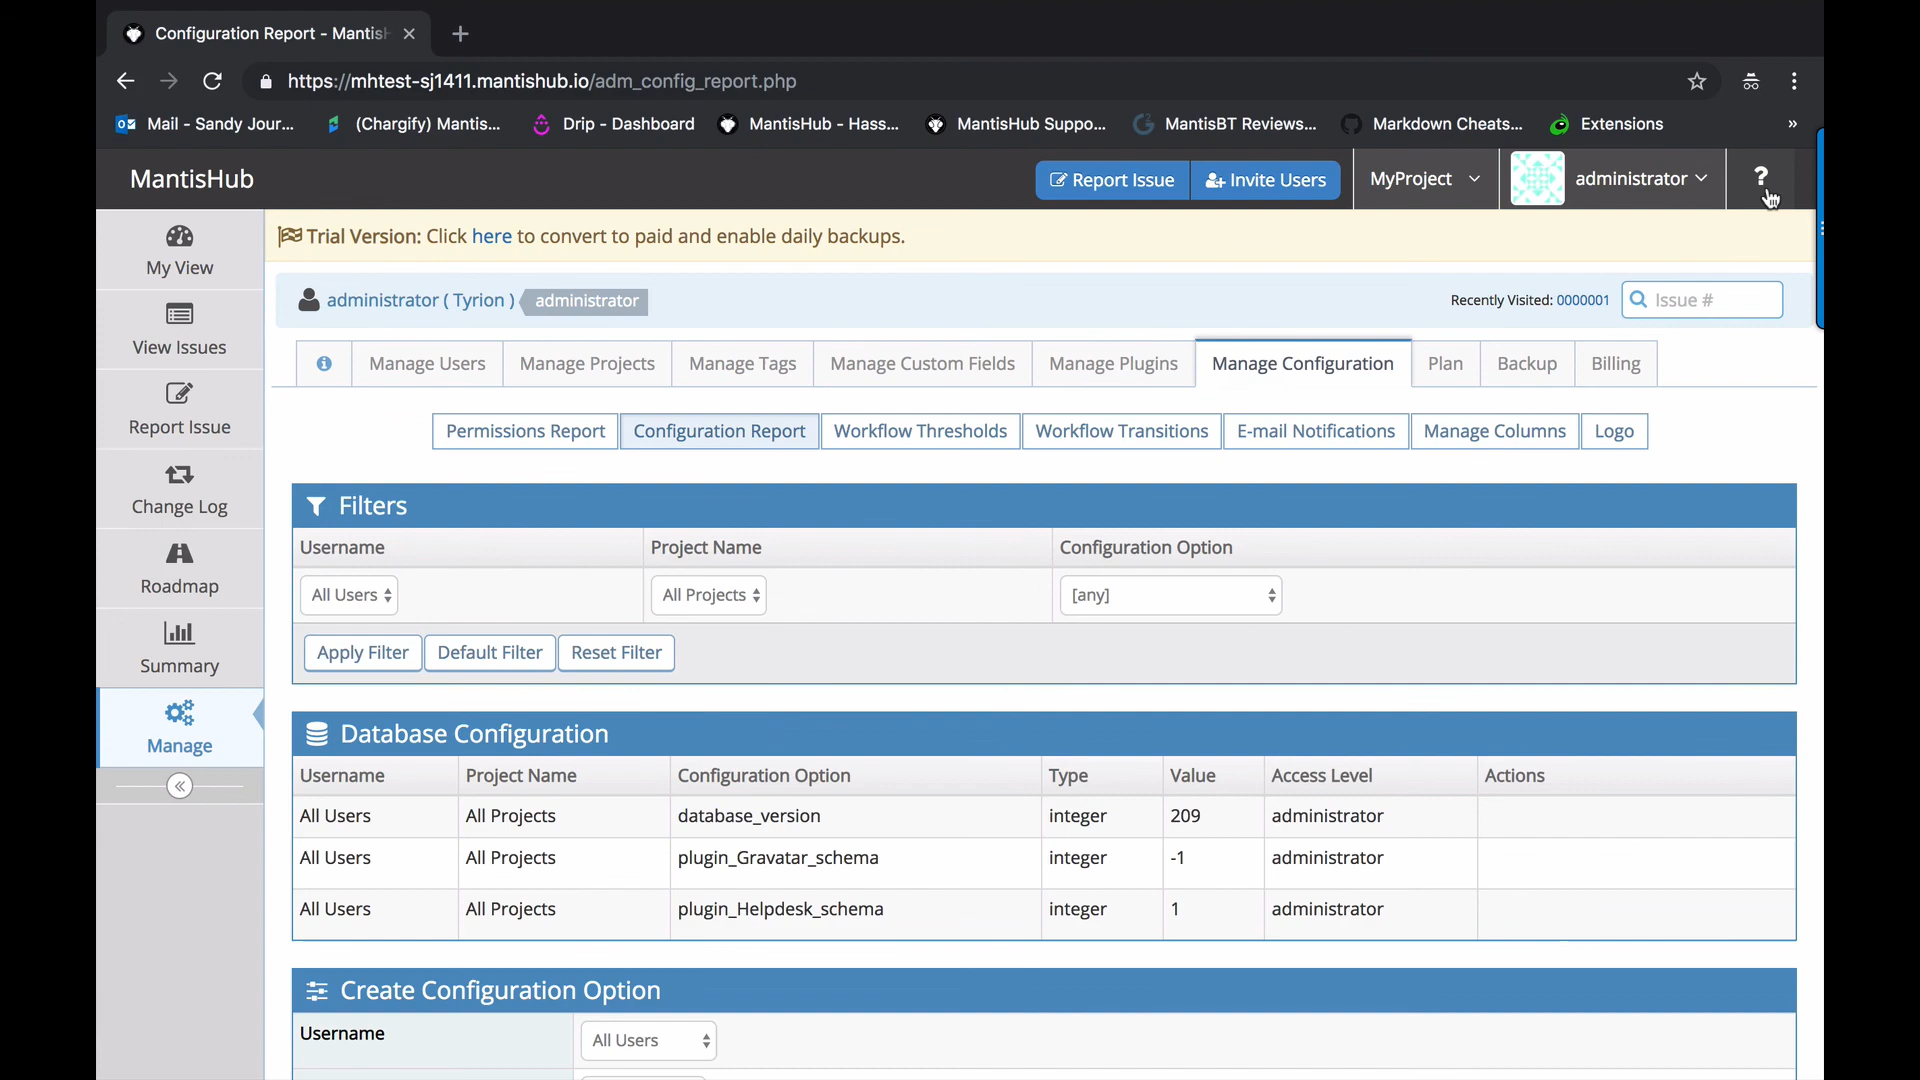 Configuration Report - Mantis
https://mhtest-sj1411.mantishub.io/adm_config_report.php
Mail - Sandy Jour... (Chargify) Mantis... Drip - Dashboard MantisHub - Hass... MantisHub Suppo... MantisBT Reviews... Markdown Cheats... Extensions »
MantisHub Report Issue Invite Users MyProject administrator ?
Trial Version: Click here to convert to paid and enable daily backups.
administrator ( Tyrion ) administrator Recently Visited: 0000001 Issue #
My View
View Issues
Report Issue
Change Log
Roadmap
Summary
Manage
Manage Users Manage Projects Manage Tags Manage Custom Fields Manage Plugins Manage Configuration Plan Backup Billing
Permissions Report Configuration Report Workflow Thresholds Workflow Transitions E-mail Notifications Manage Columns Logo
Filters
Username Project Name Configuration Option
All Users All Projects [any]
Apply Filter Default Filter Reset Filter
Database Configuration
Username Project Name Configuration Option Type Value Access Level Actions
All Users All Projects database_version integer 209 administrator
All Users All Projects plugin_Gravatar_schema integer -1 administrator
All Users All Projects plugin_Helpdesk_schema integer 1 administrator
Create Configuration Option
Username All Users